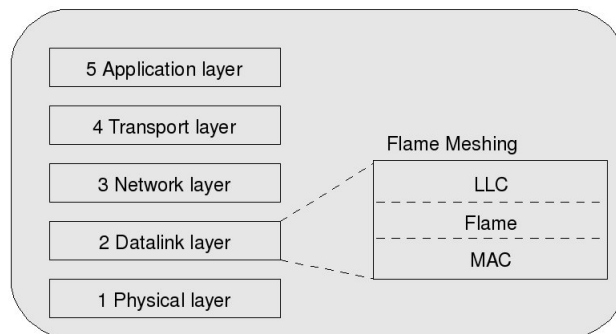 5 Application layer
4 Transport layer
3 Network layer
2 Datalink layer
1 Physical layer
Flame Meshing
LLC
Flame
MAC